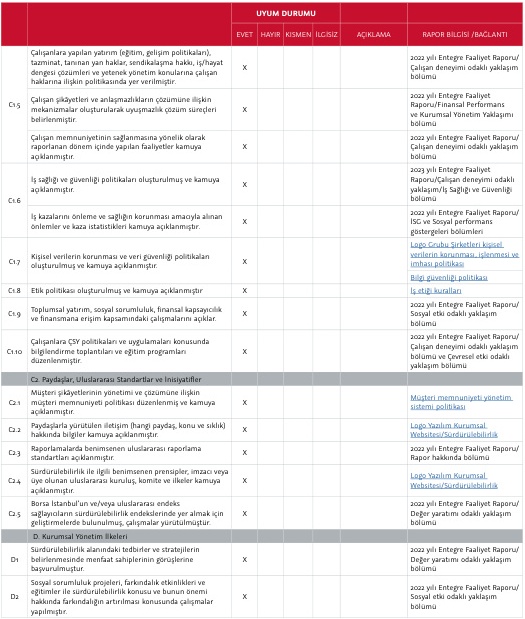 UYUM DURUMU
EVET HAYIR KISMEN İLGİSİZ AÇIKLAMA RAPOR BİLGİSİ /BAĞLANTI
C1.5
Çalışanlara yapılan yatırım (eğitim, gelişim politikaları),
tazminat, tanınan yan haklar, sendikalaşma hakkı, iş/hayat
dengesi çözümleri ve yetenek yönetim konularına çalışan
haklarına ilişkin politikasında yer verilmiştir.
X
2022 yılı Entegre Faaliyet Raporu/
Çalışan deneyimi odaklı yaklaşım
bölümü
Çalışan şikâyetleri ve anlaşmazlıkların çözümüne ilişkin
mekanizmalar oluşturularak uyuşmazlık çözüm süreçleri
belirlenmiştir.
X
2022 yılı Entegre Faaliyet
Raporu/Finansal Performans
ve Kurumsal Yönetim Yaklaşımı
bölümü
Çalışan memnuniyetinin sağlanmasına yönelik olarak
raporlanan dönem içinde yapılan faaliyetler kamuya
açıklanmıştır.
X
2022 yılı Entegre Faaliyet Raporu/
Çalışan deneyimi odaklı yaklaşım
bölümü
C1.6
İş sağlığı ve güvenliği politikaları oluşturulmuş ve kamuya
açıklanmıştır.
X
2023 yılı Entegre Faaliyet
Raporu/Çalışan deneyimi odaklı
yaklaşım/İş Sağlığı ve Güvenliği
bölümü
İş kazalarını önleme ve sağlığın korunması amacıyla alınan
önlemler ve kaza istatistikleri kamuya açıklanmıştır.
X
2022 yılı Entegre Faaliyet Raporu/
İSG ve Sosyal performans
göstergeleri bölümleri
C1.7
Kişisel verilerin korunması ve veri güvenliği politikaları
oluşturulmuş ve kamuya açıklanmıştır.
X
Logo Grubu Şirketleri kişisel
verilerin korunması, işlenmesi ve
imhası politikası
Bilgi güvenliği politikası
C1.8 Etik politikası oluşturulmuş ve kamuya açıklanmıştır X İş etiği kuralları
C1.9
Toplumsal yatırım, sosyal sorumluluk, finansal kapsayıcılık
ve finansmana erişim kapsamındaki çalışmalarını açıklar.
X
2022 yılı Entegre Faaliyet Raporu/
Sosyal etki odaklı yaklaşım
bölümü
C1.10
Çalışanlara ÇSY politikaları ve uygulamaları konusunda
bilgilendirme toplantıları ve eğitim programları
düzenlenmiştir.
X
2022 yılı Entegre Faaliyet Raporu/
Çalışan deneyimi odaklı yaklaşım
bölümü ve Çevresel etki odaklı
yaklaşım bölümü
C2. Paydaşlar, Uluslararası Standartlar ve İnisiyatifler
C2.1
Müşteri şikâyetlerinin yönetimi ve çözümüne ilişkin
müşteri memnuniyeti politikası düzenlenmiş ve kamuya
açıklanmıştır.
X
Müşteri memnuniyeti yönetim
sistemi politikası
C2.2
Paydaşlarla yürütülen iletişim (hangi paydaş, konu ve sıklık)
hakkında bilgiler kamuya açıklanmıştır.
X
Logo Yazılım Kurumsal
Websitesi/Sürdürülebilirlik
C2.3
Raporlamalarda benimsenen uluslararası raporlama
standartları açıklanmıştır.
X
2022 yılı Entegre Faaliyet Raporu/
Rapor hakkında bölümü
C2.4
Sürdürülebilirlik ile ilgili benimsenen prensipler, imzacı veya
üye olunan uluslararası kuruluş, komite ve ilkeler kamuya
açıklanmıştır.
X
Logo Yazılım Kurumsal
Websitesi/Sürdürülebilirlik
C2.5
Borsa İstanbul'un ve/veya uluslararası endeks
sağlayıcıların sürdürülebilirlik endekslerinde yer almak için
geliştirmelerde bulunulmuş, çalışmalar yürütülmüştür.
X
2022 yılı Entegre Faaliyet Raporu/
Değer yaratımı odaklı yaklaşım
bölümü
D. Kurumsal Yönetim İlkeleri
D1
Sürdürülebilirlik alanındaki tedbirler ve stratejilerin
belirlenmesinde menfaat sahiplerinin görüşlerine
başvurulmuştur.
X
2022 yılı Entegre Faaliyet Raporu/
Değer yaratımı odaklı yaklaşım
bölümü
D2
Sosyal sorumluluk projeleri, farkındalık etkinlikleri ve
eğitimler ile sürdürülebilirlik konusu ve bunun önemi
hakkında farkındalığın artırılması konusunda çalışmalar
yapılmıştır.
X
2022 yılı Entegre Faaliyet Raporu/
Sosyal etki odaklı yaklaşım
bölümü